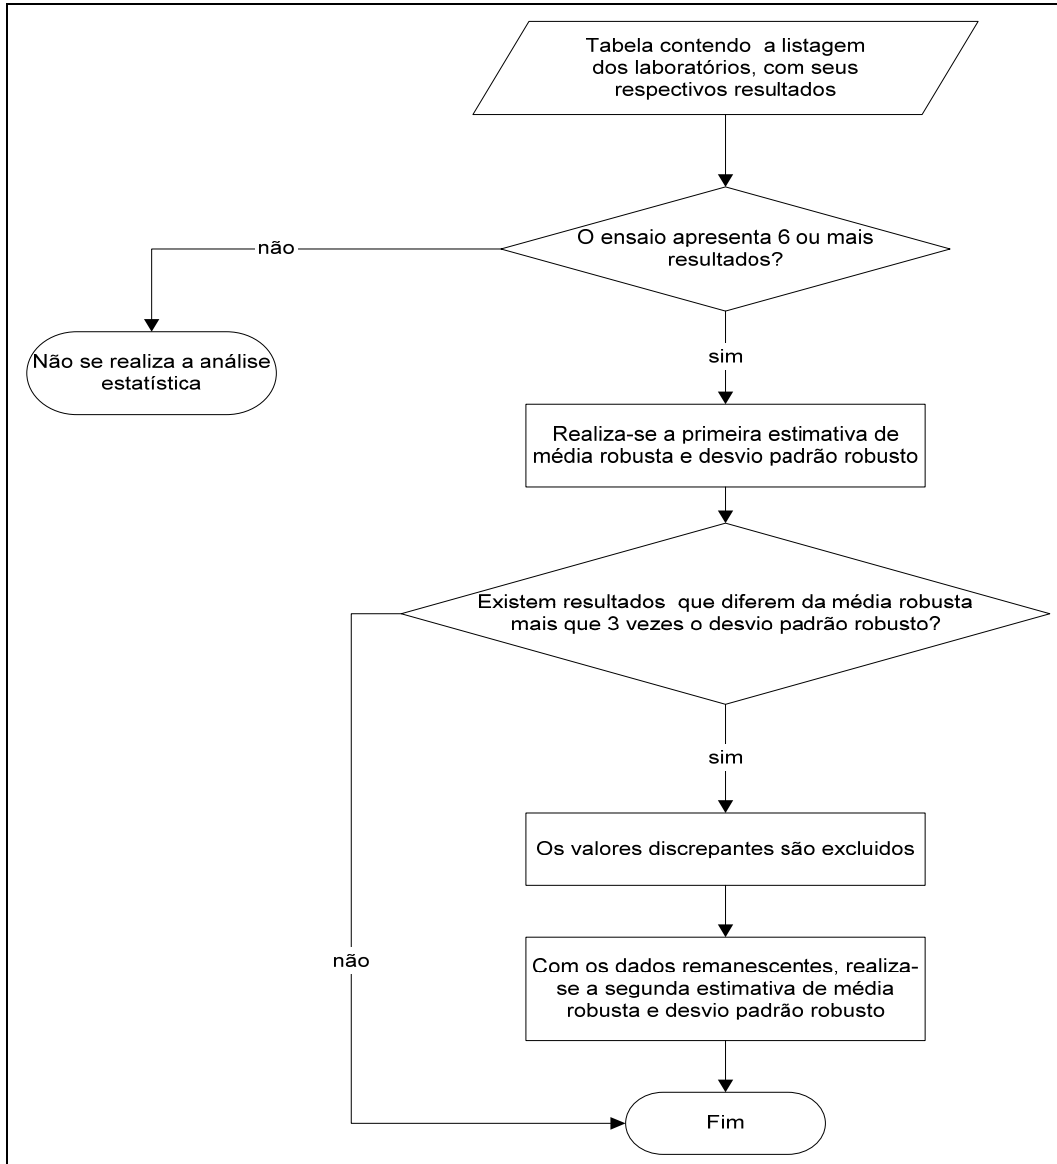 Tabela contendo a listagem
dos laboratórios, com seus
respectivos resultados
O ensaio apresenta 6 ou mais
resultados?
não
Não se realiza a análise
estatística
sim
Realiza-se a primeira estimativa de
média robusta e desvio padrão robusto
Existem resultados que diferem da média robusta
mais que 3 vezes o desvio padrão robusto?
sim
Os valores discrepantes são excluidos
não
Com os dados remanescentes, realiza-
se a segunda estimativa de média
robusta e desvio padrão robusto
Fim